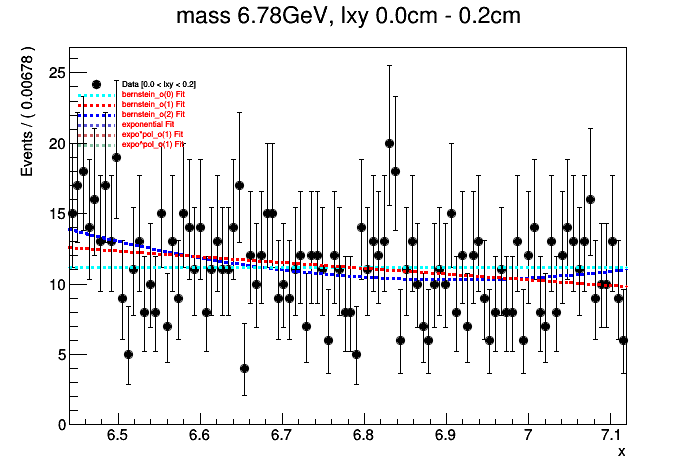 mass 6.78GeV, lxy 0.0cm - 0.2cm
Events / ( 0.00678 )
25
20
15
10
5
0
Data [0.0 < lxy < 0.2]
bernstein_o(0) Fit
bernstein_o(1) Fit
bernstein_o(2) Fit
exponential Fit
expo*pol_o(1) Fit
expo*pol_o(1) Fit
6.5 6.6 6.7 6.8 6.9 7 7.1
x